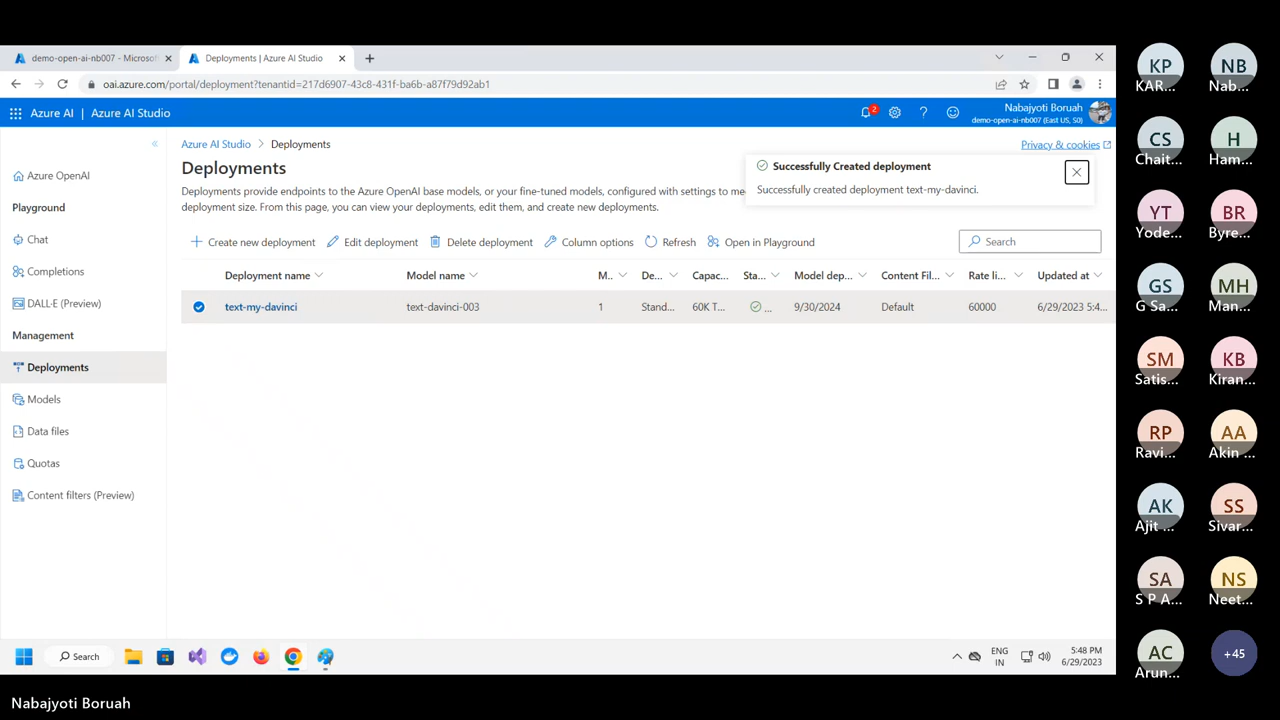 demo-open-ai-nb007 - Microsof
Deployments | Azure AI Studio
oai.azure.com/portal/deployment?tenantid=217d6907-43c8-431f-ba6b-a87f79d92ab1
Azure AI | Azure AI Studio
2
Nabajyoti Boruah
demo-open-ai-nb007 (East US, S0)
Azure OpenAI
Playground
Chat
Completions
DALL·E (Preview)
Management
Deployments
Models
Data files
Quotas
Content filters (Preview)
Azure AI Studio > Deployments
Privacy & cookies
Deployments
Deployments provide endpoints to the Azure OpenAI base models, or your fine-tuned models, configured with settings to me
deployment size. From this page, you can view your deployments, edit them, and create new deployments.
Successfully Created deployment
Successfully created deployment text-my-davinci.
Create new deployment Edit deployment Delete deployment Column options Refresh Open in Playground
Search
Deployment name Model name M... De... Capac... Sta... Model dep... Content Fil... Rate li... Updated at
text-my-davinci text-davinci-003 1 Stand... 60K T... ... 9/30/2024 Default 60000 6/29/2023 5:4...
Search
ENG
IN
5:48 PM
6/29/2023
KP NB
KAR... Nab...
CS H
Chait... Ham...
YT BR
Yode... Byre...
GS MH
G Sa... Man...
SM KB
Satis... Kiran...
RP AA
Ravi... Akin ...
AK SS
Ajit ... Sivar...
SA NS
S P A... Neet...
AC +45
Arun...
Nabajyoti Boruah